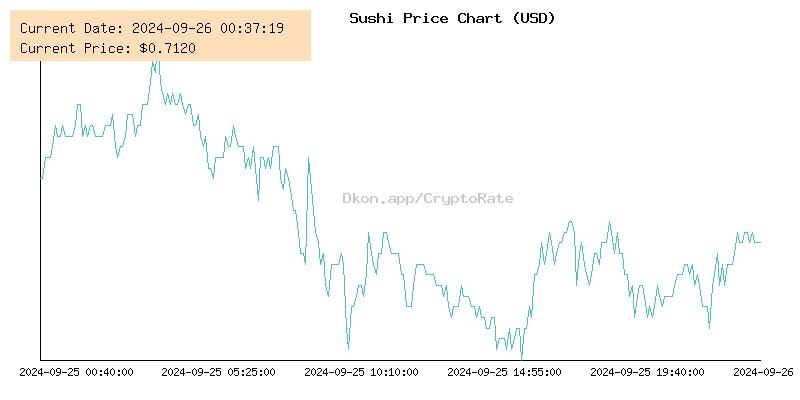 Sushi Price Chart (USD)
Current Date: 2024-09-26 00:37:19
Current Price: $0.7120
Dkon.app/CryptoRate
2024-09-25 00:40:00 2024-09-25 05:25:00 2024-09-25 10:10:00 2024-09-25 14:55:00 2024-09-25 19:40:00 2024-09-26